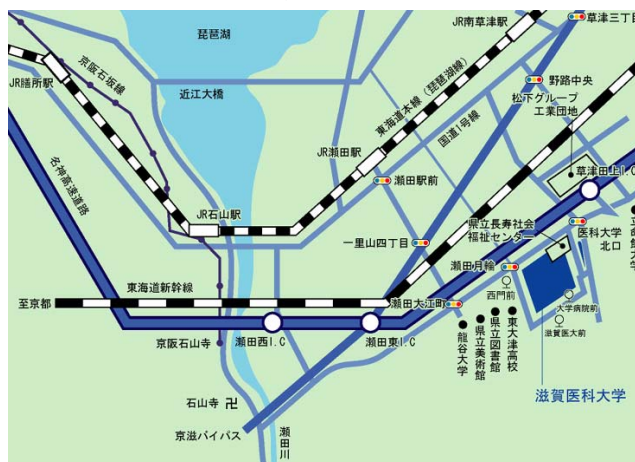 JR南草津駅
草津三丁目
琵琶湖
京阪石坂線
JR膳所駅
近江大橋
東海道本線(琵琶湖線)
国道1号線
野路中央
松下グループ
工業団地
JR瀬田駅
瀬田駅前
草津田上I.C
名神高速道路
JR石山駅
県立長寿社会
福祉センター
医科大学
北口
立命館大学
一里山四丁目
瀬田月輪
東海道新幹線
至京都
瀬田大江町
西門前
大学病院前
滋賀医大前
京阪石山寺
瀬田西I.C
瀬田東I.C
龍谷大学
県立美術館
県立図書館
東大津高校
滋賀医科大学
石山寺
京滋バイパス
瀬田川